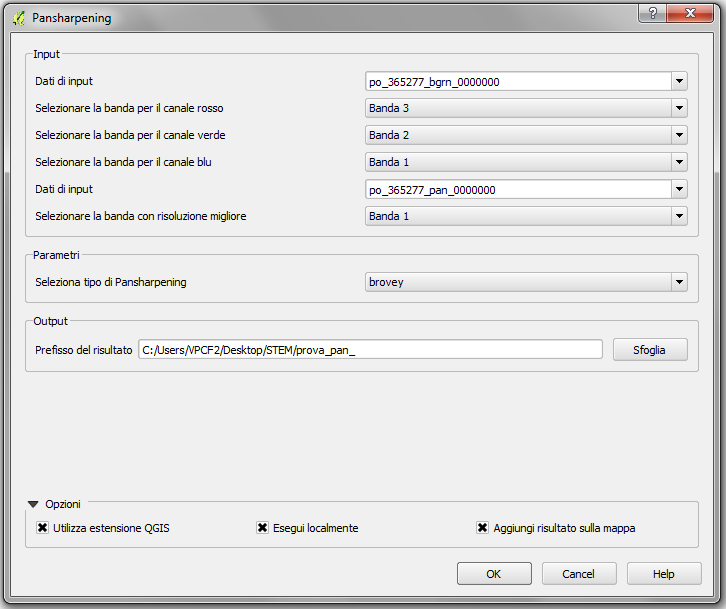 Pansharpening
?
Input
Dati di input po_365277_bgrn_0000000
Selezionare la banda per il canale rosso Banda 3
Selezionare la banda per il canale verde Banda 2
Selezionare la banda per il canale blu Banda 1
Dati di input po_365277_pan_0000000
Selezionare la banda con risoluzione migliore Banda 1
Parametri
Seleziona tipo di Pansharpening brovey
Output
Prefisso del risultato C:/Users/VPCF2/Desktop/STEM/prova_pan_ Sfoglia
Opzioni
Utilizza estensione QGIS Esegui localmente Aggiungi risultato sulla mappa
OK Cancel Help